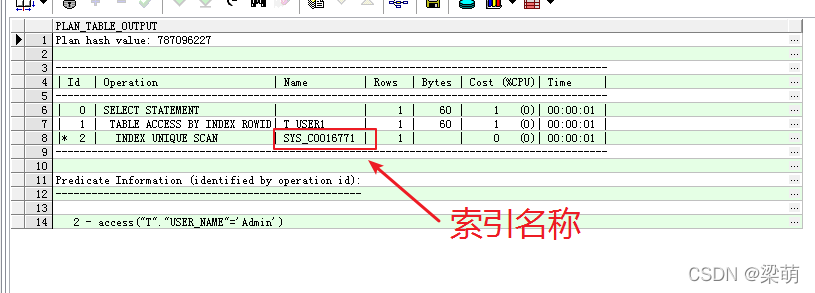 PLAN_TABLE_OUTPUT
1 Plan hash value: 787096227 ...
2 ...
3 -------------------------------------------------------------------------------------------- ...
4 | Id | Operation | Name | Rows | Bytes | Cost (%CPU)| Time | ...
5 -------------------------------------------------------------------------------------------- ...
6 | 0 | SELECT STATEMENT | | 1 | 60 | 1 (0)| 00:00:01 | ...
7 | 1 | TABLE ACCESS BY INDEX ROWID| T_USER1 | 1 | 60 | 1 (0)| 00:00:01 | ...
8 |* 2 | INDEX UNIQUE SCAN | SYS_C0016771 | 1 | | 0 (0)| 00:00:01 | ...
9 -------------------------------------------------------------------------------------------- ...
10 ...
11 Predicate Information (identified by operation id): ...
12 --------------------------------------------------- ...
13 ...
14 2 - access("T"."USER_NAME"='Admin') ...
索引名称
CSDN @梁萌